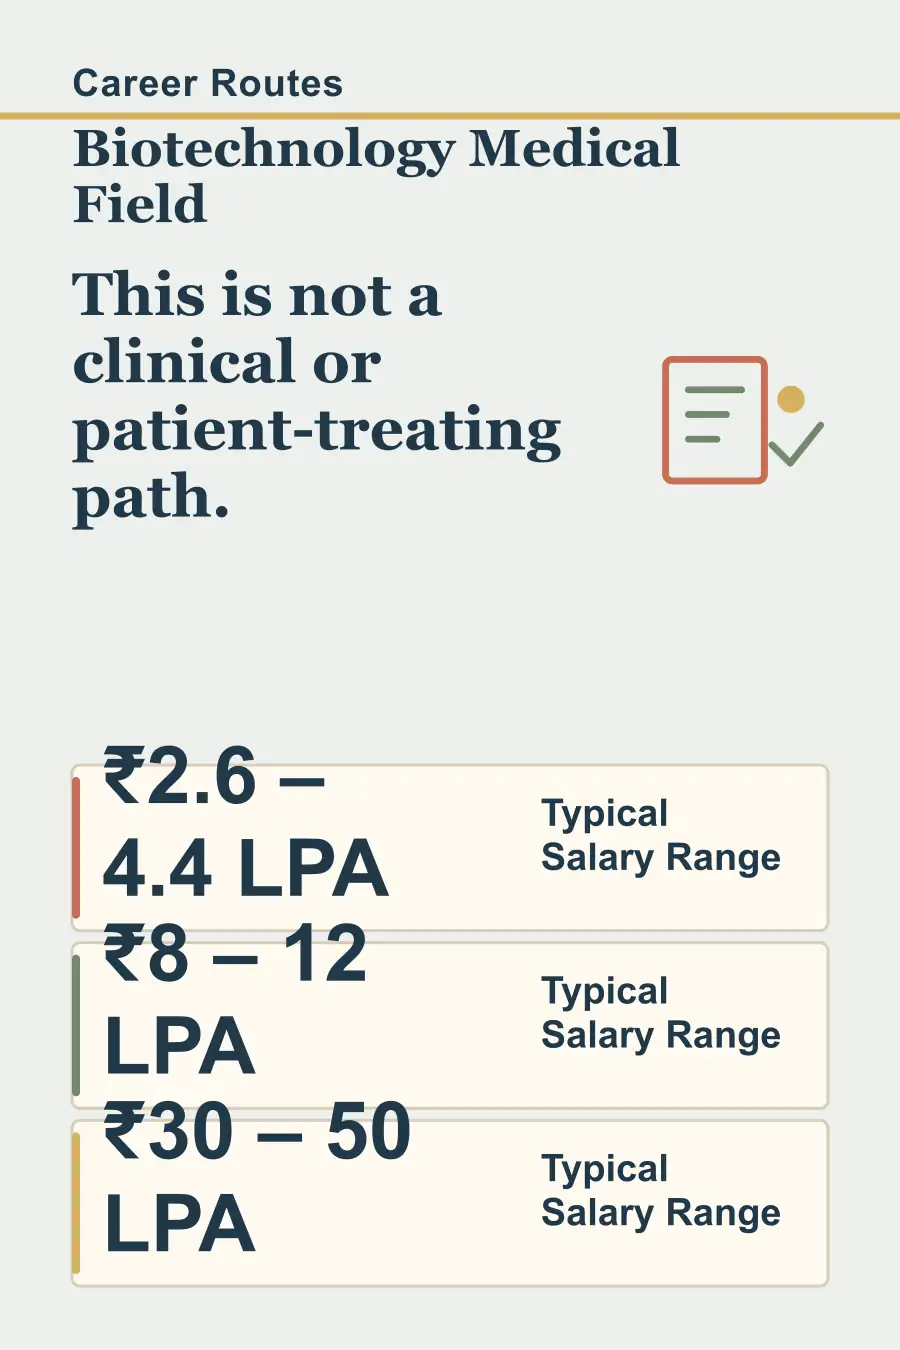 Career Routes
Biotechnology Medical
Field
This is not a
clinical or
patient-treating
path.
₹2.6 –
4.4 LPA
Typical
Salary Range
₹8 – 12
LPA
Typical
Salary Range
₹30 – 50
LPA
Typical
Salary Range